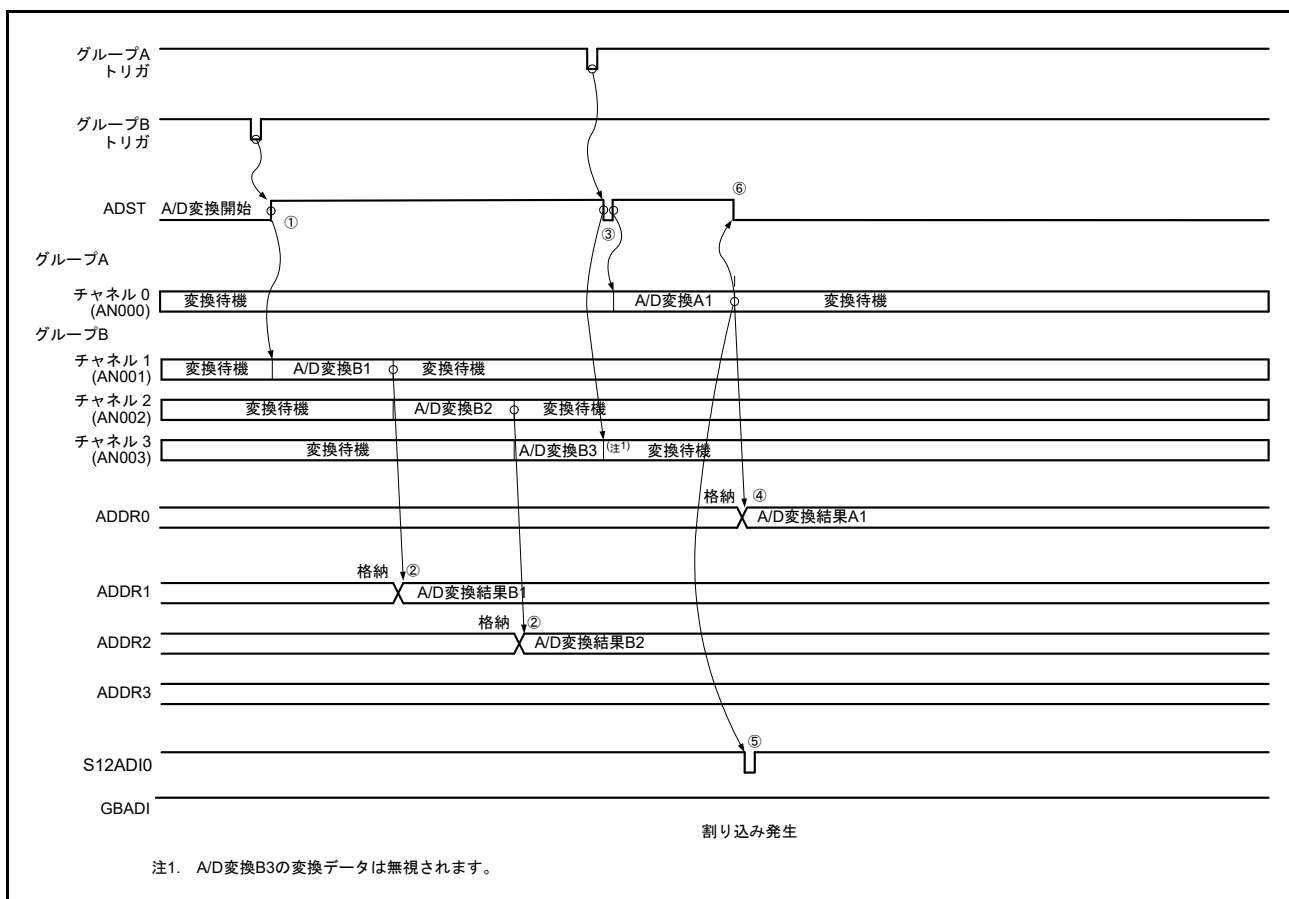 グループA
トリガ
グループB
トリガ
ADST A/D変換開始 ① ③ ⑥
グループA
チャネル 0
(AN000)
変換待機 A/D変換A1 変換待機
グループB
チャネル 1
(AN001)
変換待機 A/D変換B1 変換待機
チャネル 2
(AN002)
変換待機 A/D変換B2 変換待機
チャネル 3
(AN003)
変換待機 A/D変換B3 (注1) 変換待機
格納 ④
ADDR0 A/D変換結果A1
格納 ②
ADDR1 A/D変換結果B1
格納 ②
ADDR2 A/D変換結果B2
ADDR3
S12ADI0 ⑤
GBADI
割り込み発生
注1. A/D変換B3の変換データは無視されます。